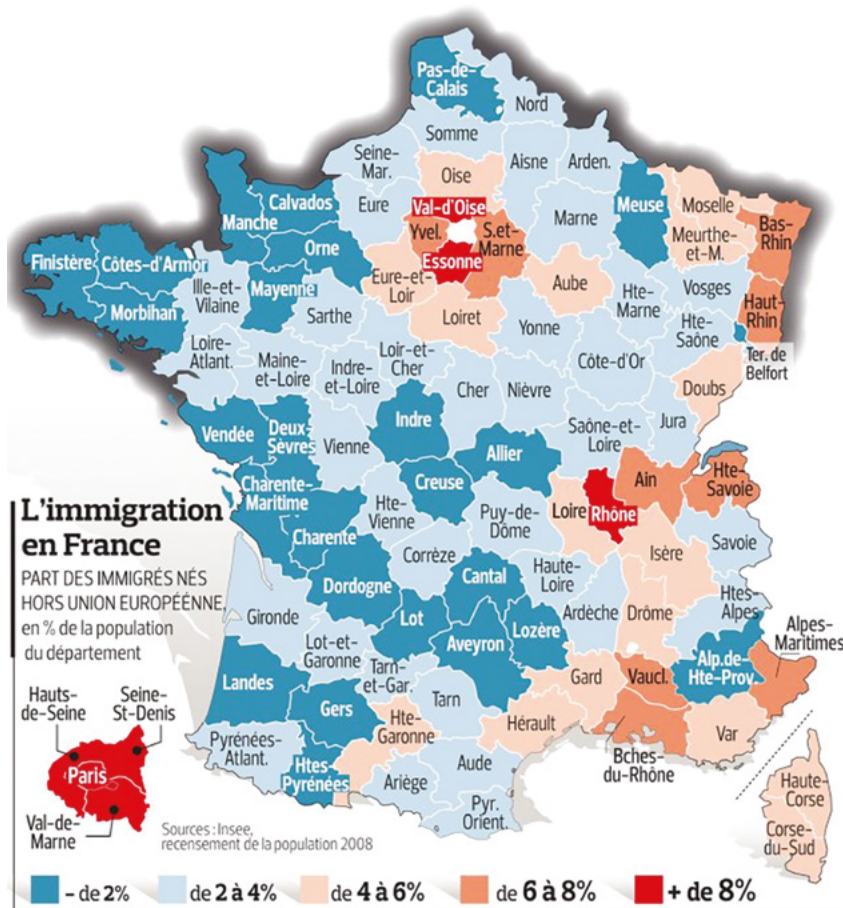 Pas-de-
Calais
Nord
Somme
Seine-
Mar.
Oise
Aisne
Arden.
Eure
Val-d'Oise
Yvel.
S.et-
Marne
Essonne
Marne
Meuse
Moselle
Meurthe-
et-M.
Bas-
Rhin
Haut-
Rhin
Calvados
Manche
Orne
Finistère
Côtes-d'Armor
Morbihan
Ille-et-
Vilaine
Mayenne
Sarthe
Eure-et-
Loir
Loiret
Aube
Hte-
Marne
Vosges
Hte-
Saône
Ter. de
Belfort
Yonne
Loire-
Atlant.
Maine-
et-Loire
Indre-
et-Loire
Loir-et-
Cher
Cher
Nièvre
Côte-d'Or
Doubs
Jura
Saône-et-
Loire
Vendée
Deux-
Sèvres
Vienne
Indre
Allier
Creuse
Charente-
Maritime
Charente
Hte-
Vienne
Corrèze
Puy-de-
Dôme
Loire
Rhône
Ain
Hte-
Savoie
Savoie
Isère
Dordogne
Cantal
Haute-
Loire
Ardèche
Drôme
Htes-
Alpes
Gironde
Lot-et-
Garonne
Lot
Aveyron
Lozère
Alp.de-
Hte-Prov.
Alpes-
Maritimes
Landes
Gers
Tarn-
et-Gar.
Tarn
Gard
Vaucl.
Hérault
Bches-
du-Rhône
Var
Pyrénées-
Atlant.
Htes-
Pyrénées
Hte-
Garonne
Ariège
Aude
Pyr.
Orient.
Haute-
Corse
Corse-
du-Sud
L'immigration
en France
PART DES IMMIGRÉS NÉS
HORS UNION EUROPÉENNE,
en % de la population
du département
Hauts-
de-Seine
Seine-
St-Denis
Paris
Val-de-
Marne
Sources : Insee,
recensement de la population 2008
- de 2%
de 2 à 4%
de 4 à 6%
de 6 à 8%
+ de 8%